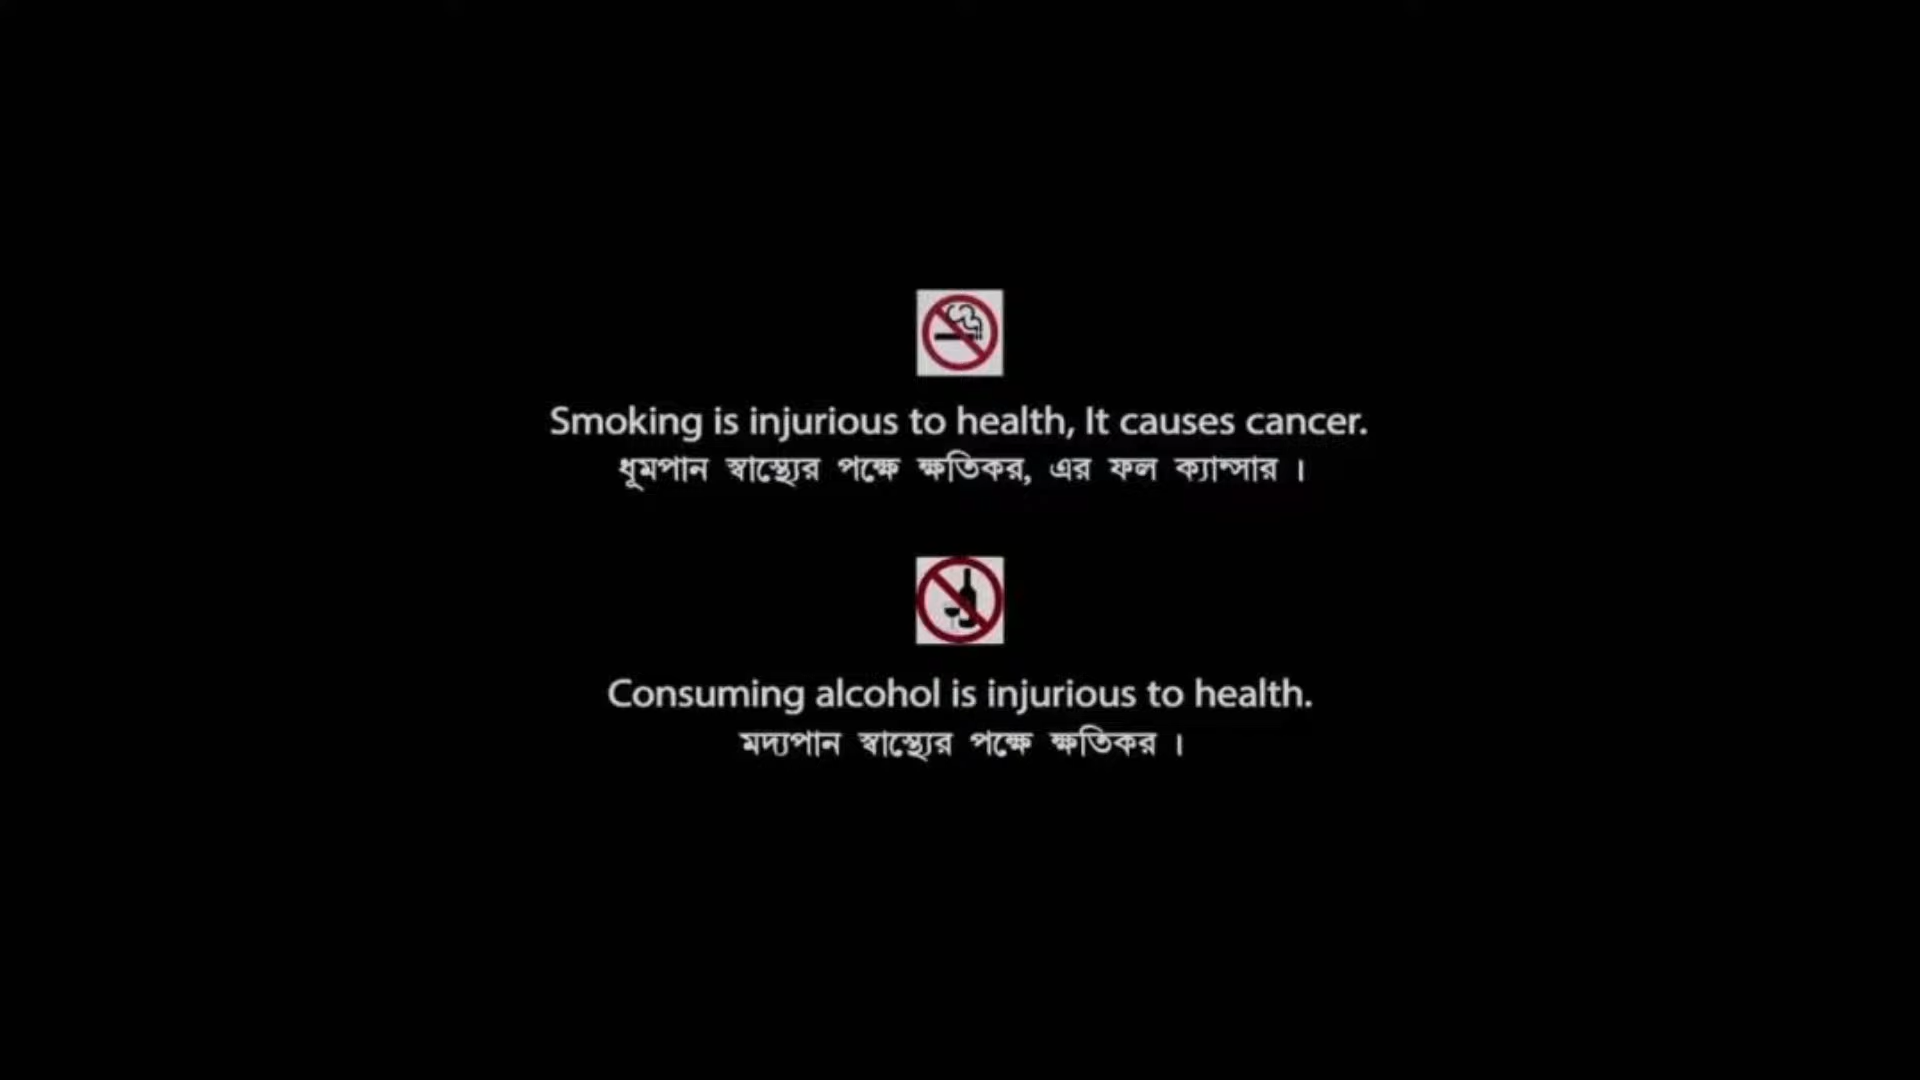 Smoking is injurious to health, It causes cancer.
ধূমপান স্বাস্থ্যের পক্ষে ক্ষতিকর, এর ফল ক্যান্সার ।
Consuming alcohol is injurious to health.
মদ্যপান স্বাস্থ্যের পক্ষে ক্ষতিকর ।